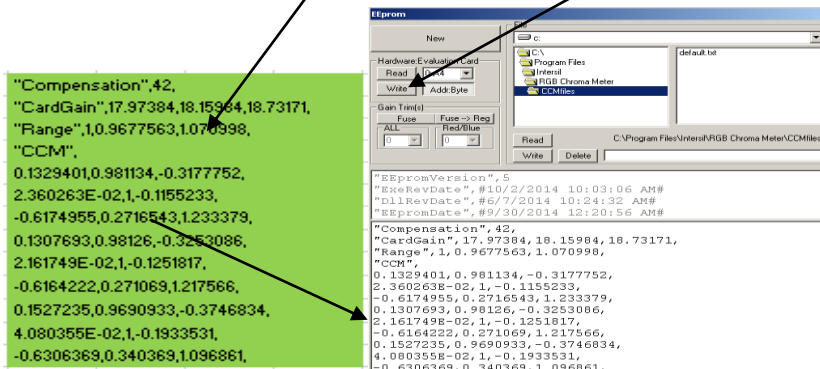 "Compensation",42,
"CardGain",17.97384,18.15984,18.73171,
"Range",1,0.9677563,1.070998,
"CCM",
0.1329401,0.981134,-0.3177752,
2.360263E-02,1,-0.1155233,
-0.6174955,0.2716543,1.233379,
0.1307693,0.98126,-0.3253086,
2.161749E-02,1,-0.1251817,
-0.6164222,0.271069,1.217566,
0.1527235,0.9690933,-0.3746834,
4.080355E-02,1,-0.1933531,
-0.6306369,0.340369,1.096861,
EEprom
New
Hardware:Evaluation Card
Read
Write
Addr:Byte
Gain Trim(s)
Fuse
Fuse --> Reg
ALL
Red/Blue
0
0
File
c:
C:\
Program Files
Intersil
RGB Chroma Meter
CCMfiles
default.txt
Read
C:\Program Files\Intersil\RGB Chroma Meter\CCMfiles
Write
Delete
"EEpromVersion",5
"ExeRevDate",#10/2/2014 10:03:06 AM#
"DllRevDate",#6/7/2014 10:24:32 AM#
"EEpromDate",#9/30/2014 12:20:56 AM#
"Compensation",42,
"CardGain",17.97384,18.15984,18.73171,
"Range",1,0.9677563,1.070998,
"CCM",
0.1329401,0.981134,-0.3177752,
2.360263E-02,1,-0.1155233,
-0.6174955,0.2716543,1.233379,
0.1307693,0.98126,-0.3253086,
2.161749E-02,1,-0.1251817,
-0.6164222,0.271069,1.217566,
0.1527235,0.9690933,-0.3746834,
4.080355E-02,1,-0.1933531,
-0.6306369,0.340369,1.096861,